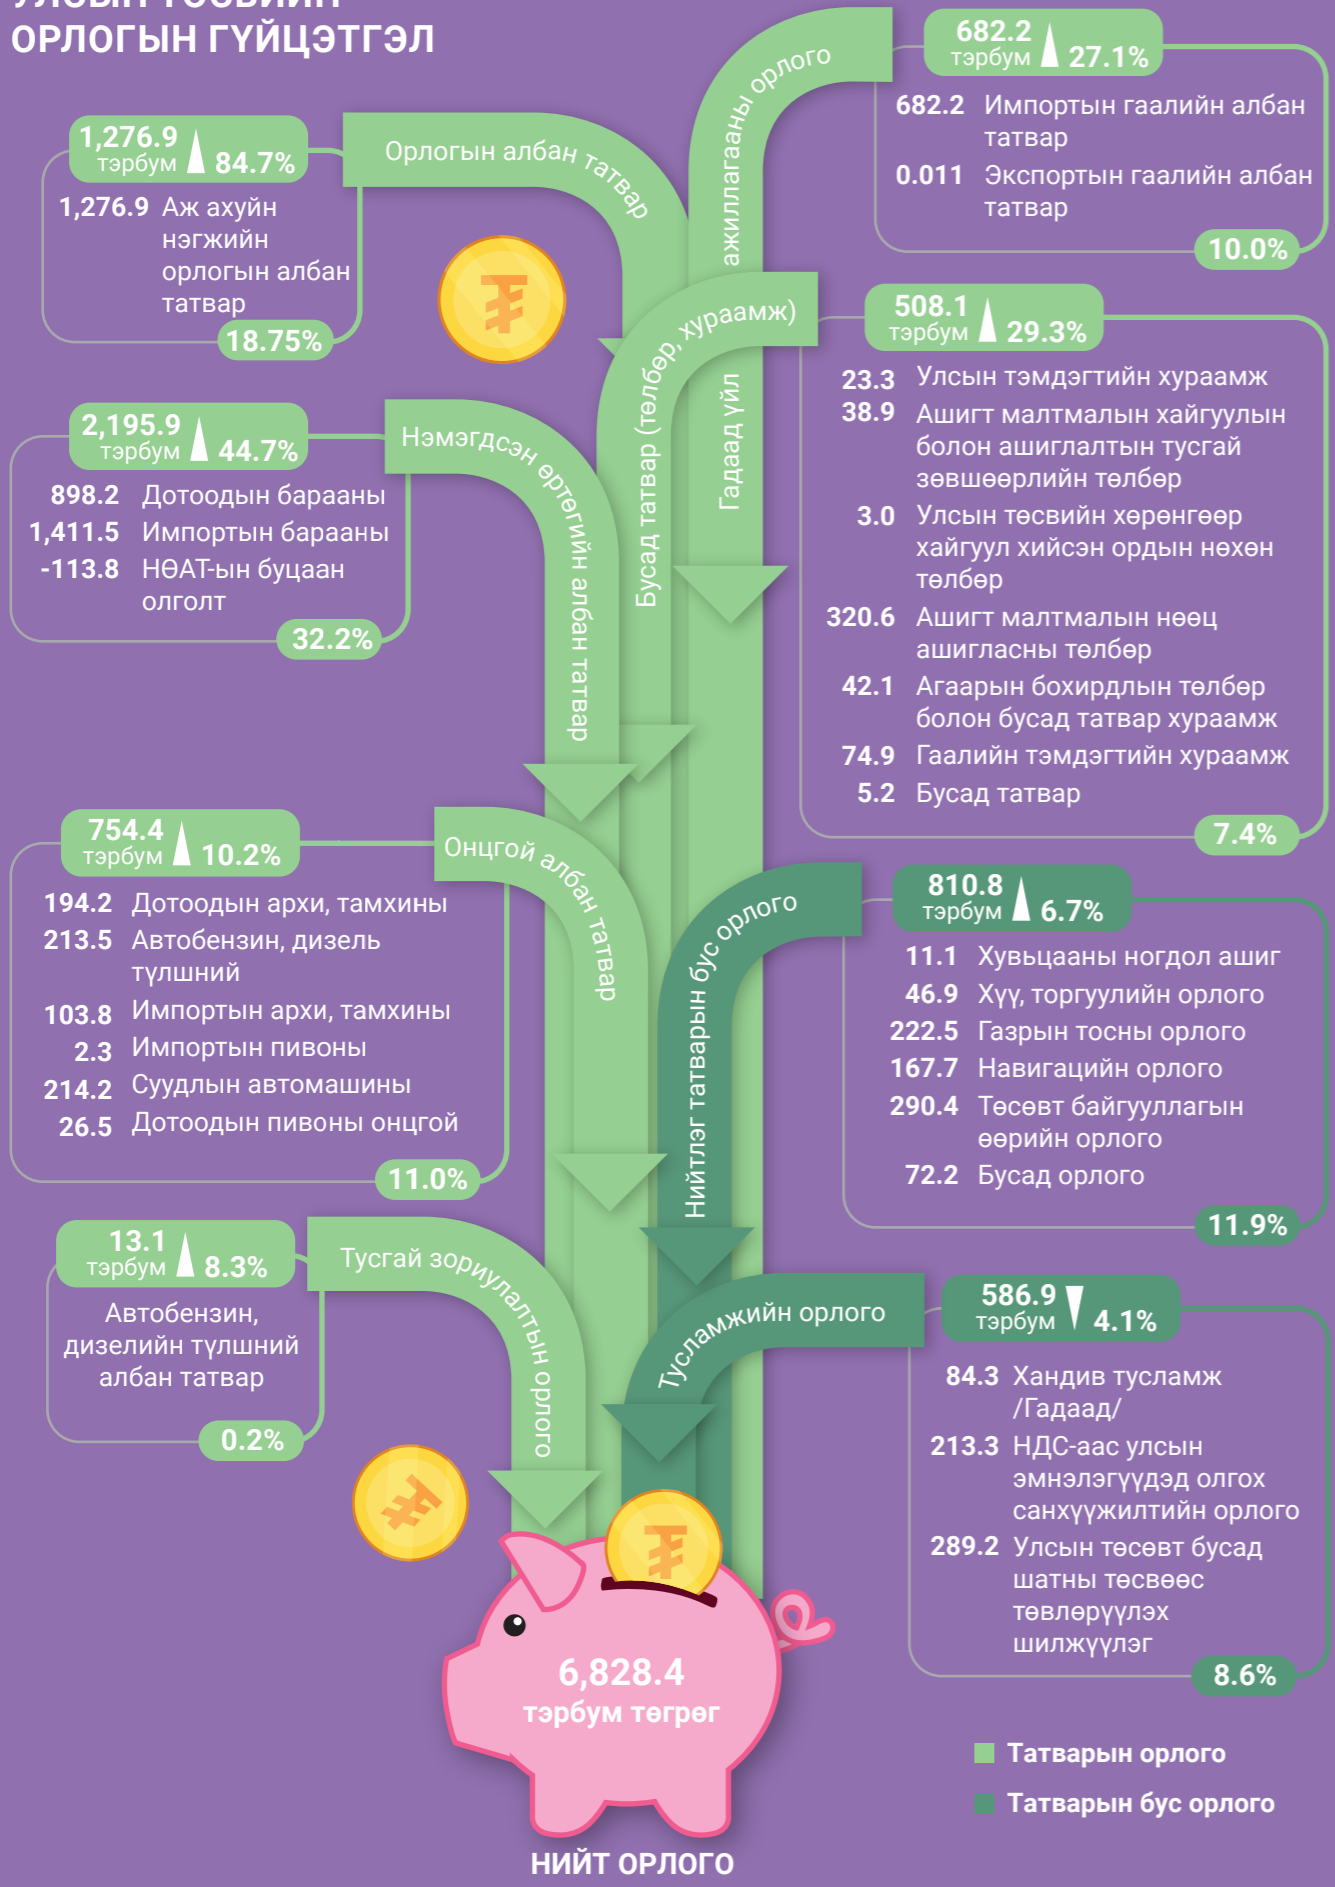 ОРЛОГЫН ГҮЙЦЭТГЭЛ
Орлогын албан татвар
1,276.9
тэрбум
84.7%
1,276.9 Аж ахуйн
нэгжийн
орлогын албан
татвар
18.75%
Нэмэгдсэн өртөгийн албан татвар
2,195.9
тэрбум
44.7%
898.2 Дотоодын барааны
1,411.5 Импортын барааны
-113.8 НӨАТ-ын буцаан
олголт
32.2%
Онцгой албан татвар
754.4
тэрбум
10.2%
194.2 Дотоодын архи, тамхины
213.5 Автобензин, дизель
түлшний
103.8 Импортын архи, тамхины
2.3 Импортын пивоны
214.2 Суудлын автомашины
26.5 Дотоодын пивоны онцгой
11.0%
Тусгай зориулалтын орлого
13.1
тэрбум
8.3%
Автобензин,
дизелийн түлшний
албан татвар
0.2%
Гадаад үйл ажиллагааны орлого
682.2
тэрбум
27.1%
682.2 Импортын гаалийн албан
татвар
0.011 Экспортын гаалийн албан
татвар
10.0%
Бусад татвар (төлбөр, хураамж)
508.1
тэрбум
29.3%
23.3 Улсын тэмдэгтийн хураамж
38.9 Ашигт малтмалын хайгуулын
болон ашиглалтын тусгай
зөвшөөрлийн төлбөр
3.0 Улсын төсвийн хөрөнгөөр
хайгуул хийсэн ордын нөхөн
төлбөр
320.6 Ашигт малтмалын нөөц
ашигласны төлбөр
42.1 Агаарын бохирдлын төлбөр
болон бусад татвар хураамж
74.9 Гаалийн тэмдэгтийн хураамж
5.2 Бусад татвар
7.4%
Нийтлэг татварын бус орлого
810.8
тэрбум
6.7%
11.1 Хувьцааны ногдол ашиг
46.9 Хүү, торгуулийн орлого
222.5 Газрын тосны орлого
167.7 Навигацийн орлого
290.4 Төсөвт байгууллагын
өөрийн орлого
72.2 Бусад орлого
11.9%
Тусламжийн орлого
586.9
тэрбум
4.1%
84.3 Хандив тусламж
/Гадаад/
213.3 НДС-аас улсын
эмнэлэгүүдэд олгох
санхүүжилтийн орлого
289.2 Улсын төсөвт бусад
шатны төсвөөс
төвлөрүүлэх
шилжүүлэг
8.6%
6,828.4
тэрбум төгрөг
НИЙТ ОРЛОГО
Татварын орлого
Татварын бус орлого